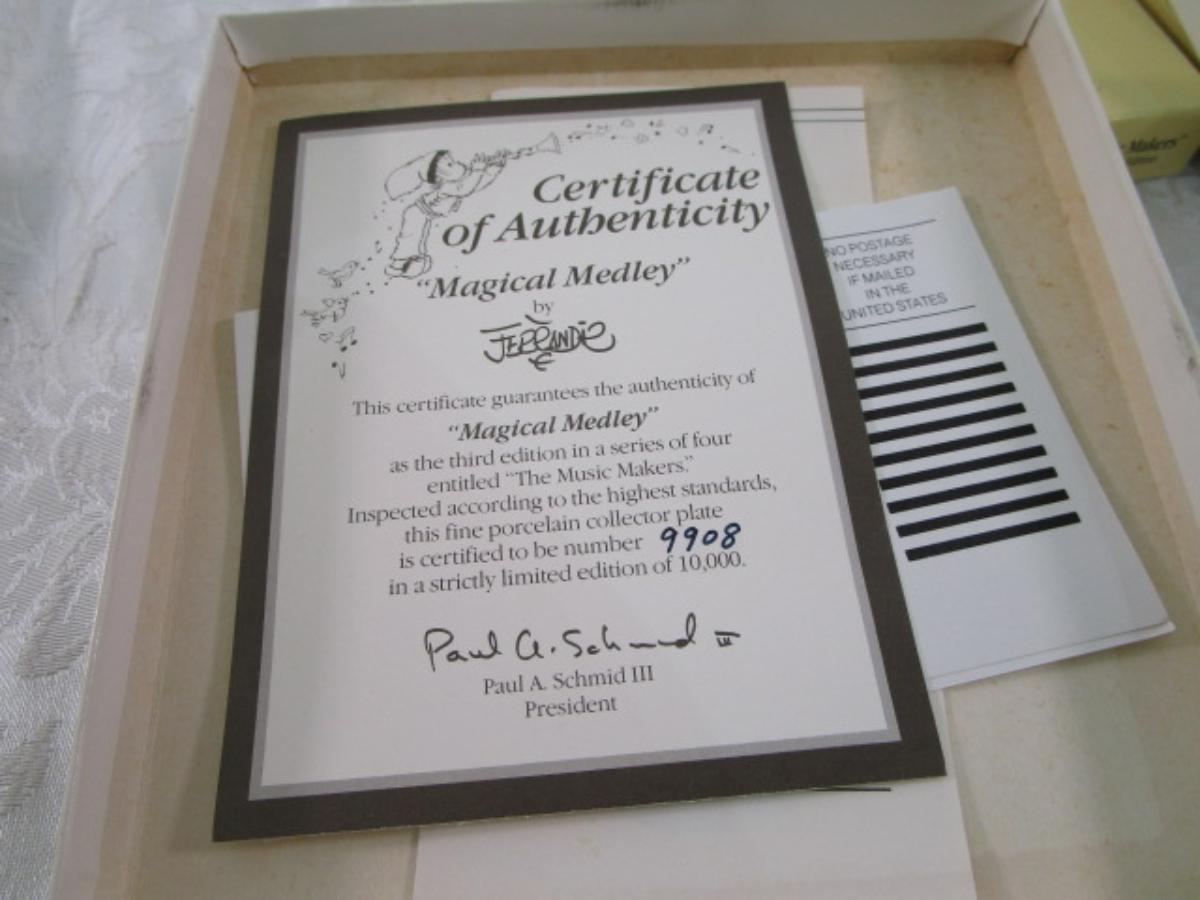 Certificate
of Authenticity
"Magical Medley"
by
FERRANDIZ
This certificate guarantees the authenticity of
"Magical Medley"
as the third edition in a series of four
entitled "The Music Makers."
Inspected according to the highest standards,
this fine porcelain collector plate
is certified to be number 9908
in a strictly limited edition of 10,000.
Paul A. Schmid III
Paul A. Schmid III
President
NO POSTAGE
NECESSARY
IF MAILED
IN THE
UNITED STATES
Makers"